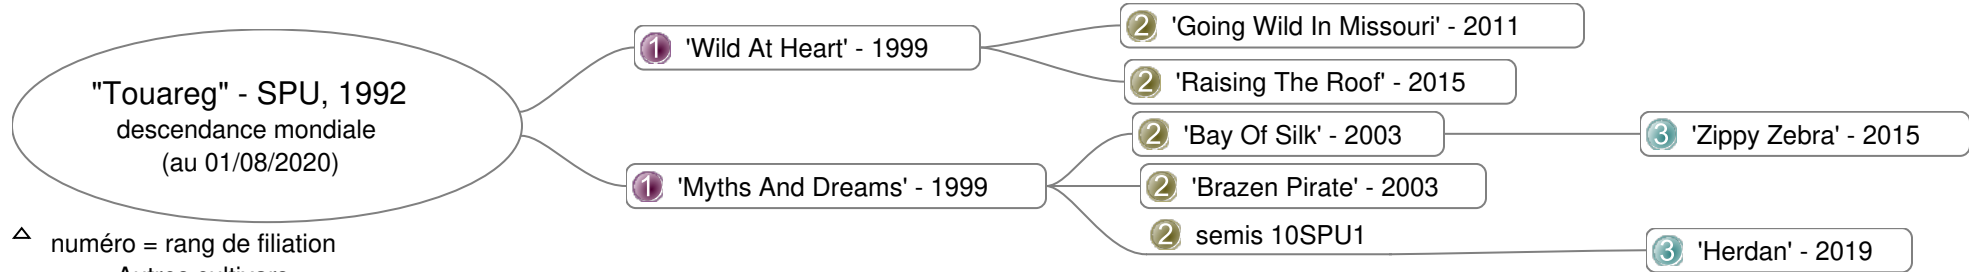 "Touareg" - SPU, 1992
descendance mondiale
(au 01/08/2020)
1 'Wild At Heart' - 1999
2 'Going Wild In Missouri' - 2011
2 'Raising The Roof' - 2015
1 'Myths And Dreams' - 1999
2 'Bay Of Silk' - 2003
3 'Zippy Zebra' - 2015
2 'Brazen Pirate' - 2003
2 semis 10SPU1
3 'Herdan' - 2019
numéro = rang de filiation
Autres cultivars